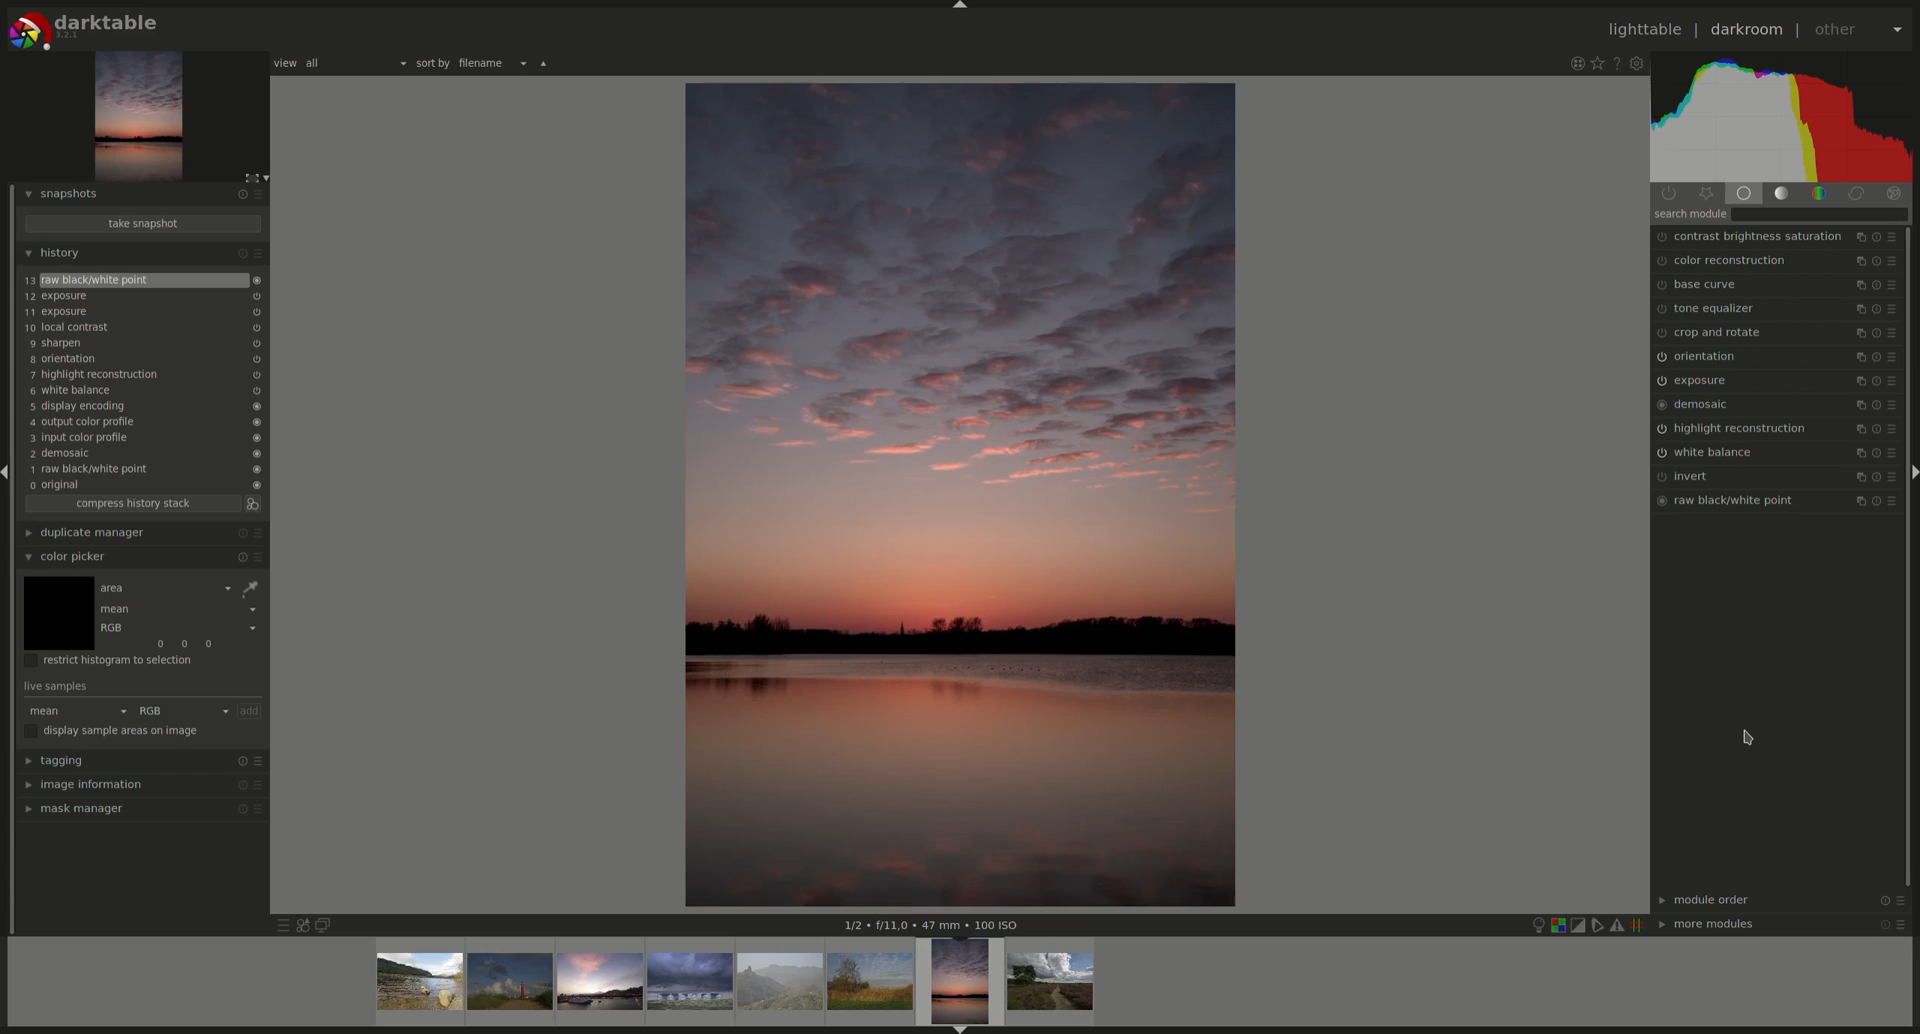 darktable
3.2.1
lighttable | darkroom | other
view all sort by filename
?
snapshots
take snapshot
history
13 raw black/white point
12 exposure
11 exposure
10 local contrast
9 sharpen
8 orientation
7 highlight reconstruction
6 white balance
5 display encoding
4 output color profile
3 input color profile
2 demosaic
1 raw black/white point
0 original
compress history stack
duplicate manager
color picker
area
mean
RGB
0 0 0
restrict histogram to selection
live samples
mean RGB add
display sample areas on image
tagging
image information
mask manager
1/2 • f/11,0 • 47 mm • 100 ISO
search module
contrast brightness saturation
color reconstruction
base curve
tone equalizer
crop and rotate
orientation
exposure
demosaic
highlight reconstruction
white balance
invert
raw black/white point
module order
more modules